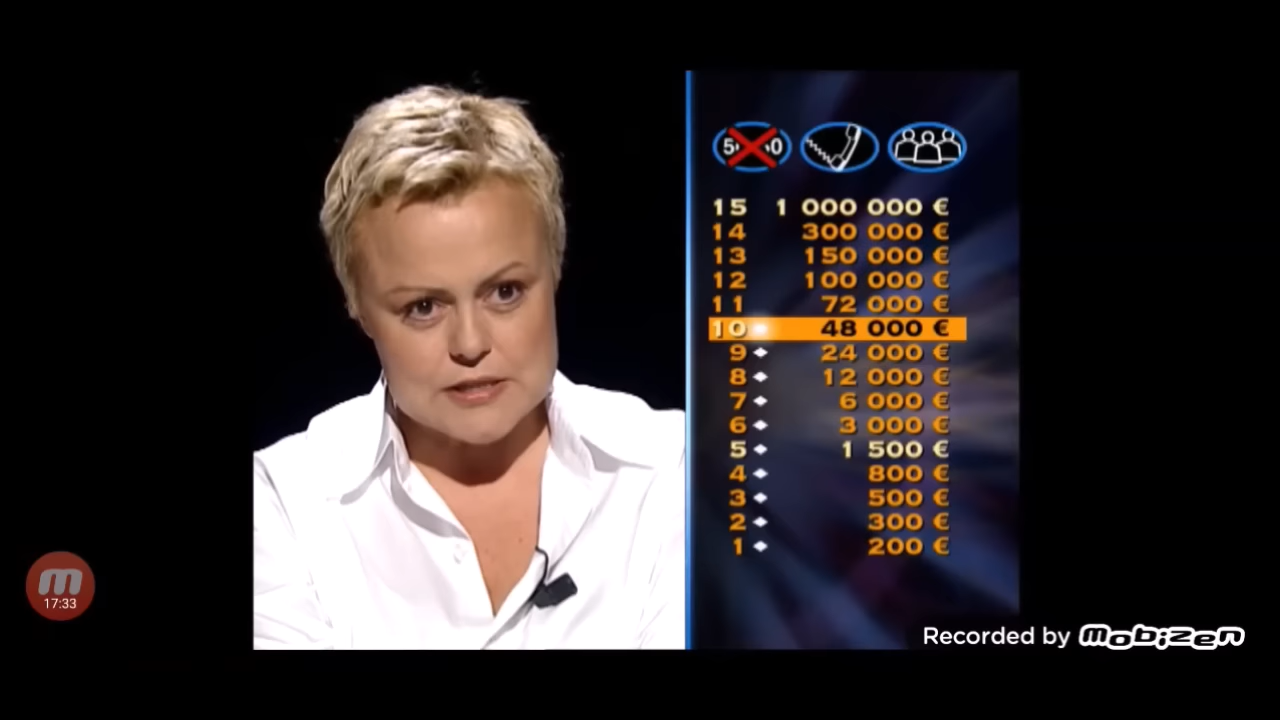 5 0
15 1 000 000 €
14 300 000 €
13 150 000 €
12 100 000 €
11 72 000 €
10 48 000 €
9 24 000 €
8 12 000 €
7 6 000 €
6 3 000 €
5 1 500 €
4 800 €
3 500 €
2 300 €
1 200 €
17:33
Recorded by mobizen